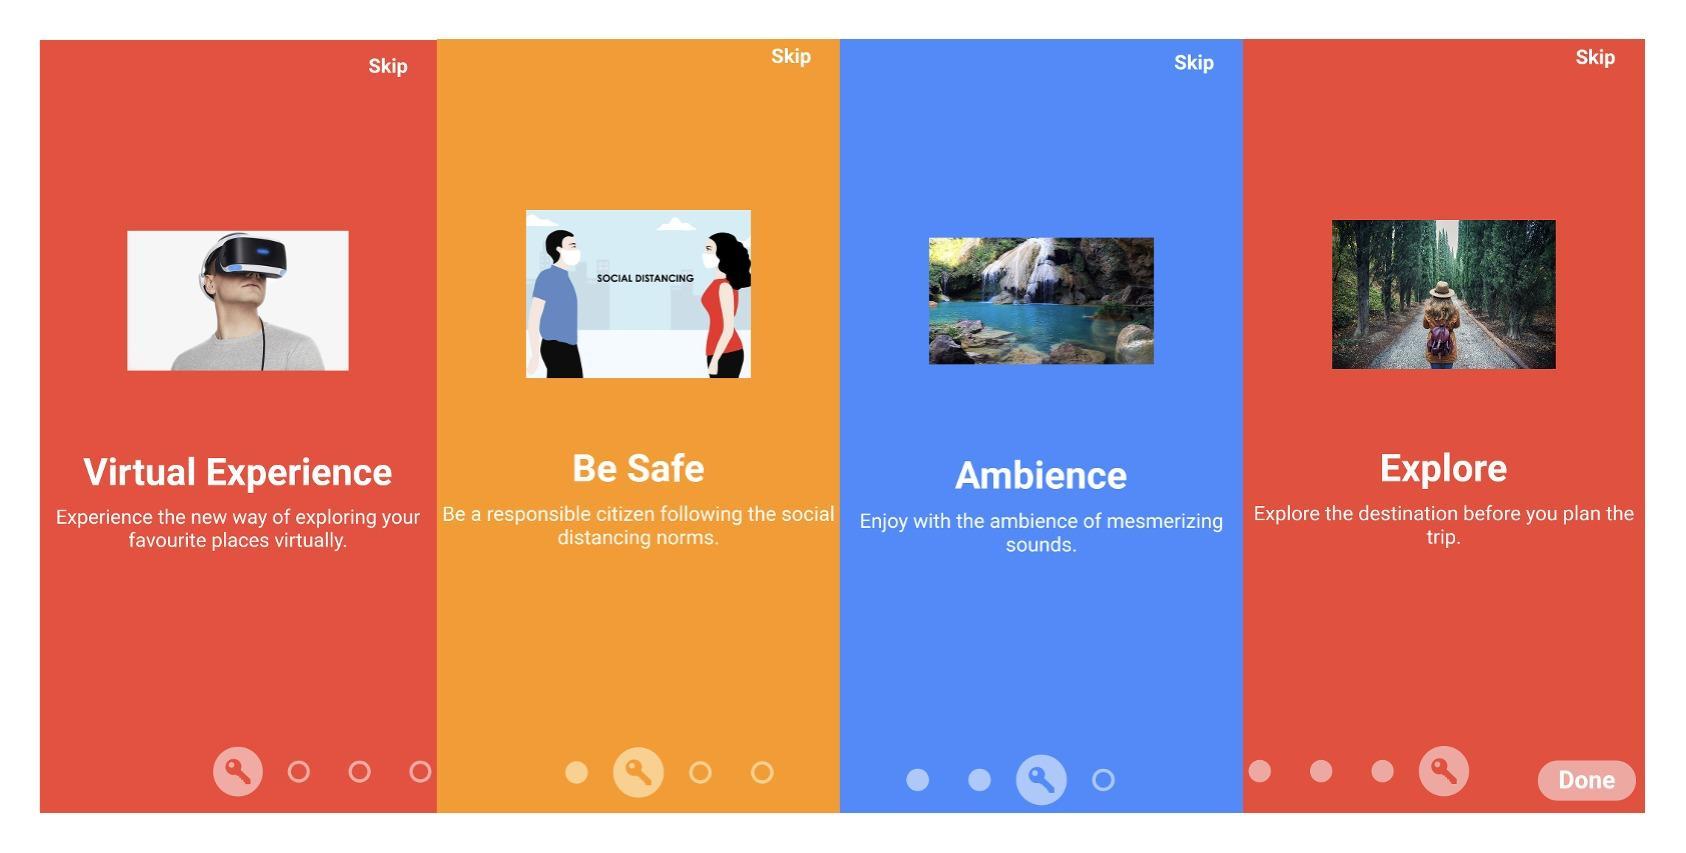 Skip
Virtual Experience
Experience the new way of exploring your
favourite places virtually.
Skip
SOCIAL DISTANCING
Be Safe
Be a responsible citizen following the social
distancing norms.
Skip
Ambience
Enjoy with the ambience of mesmerizing
sounds.
Skip
Explore
Explore the destination before you plan the
trip.
Done